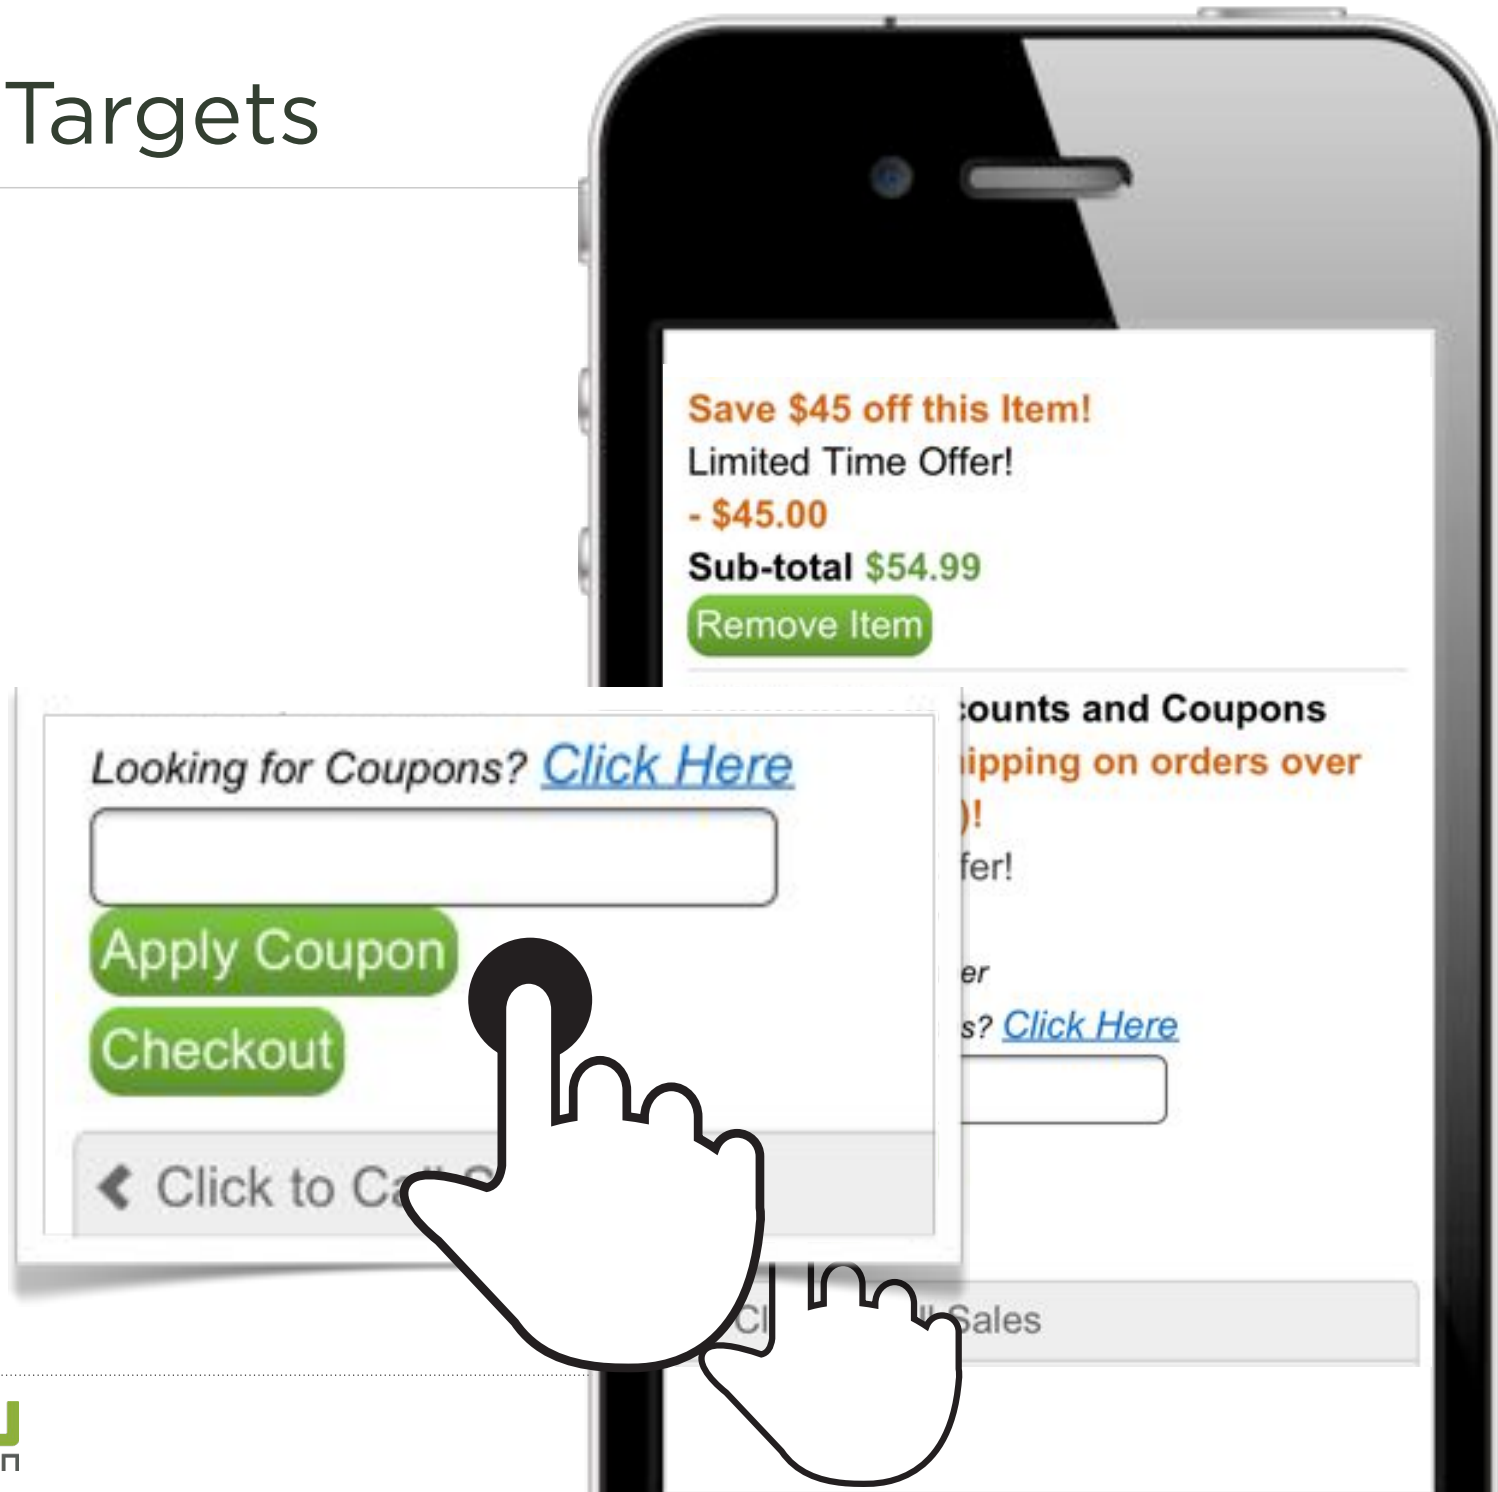 Targets
Save $45 off this Item!
Limited Time Offer!
- $45.00
Sub-total $54.99
Remove Item
counts and Coupons
ipping on orders over
)!
fer!
er
s? Click Here
Sales
Looking for Coupons? Click Here
Apply Coupon
Checkout
Click to Call